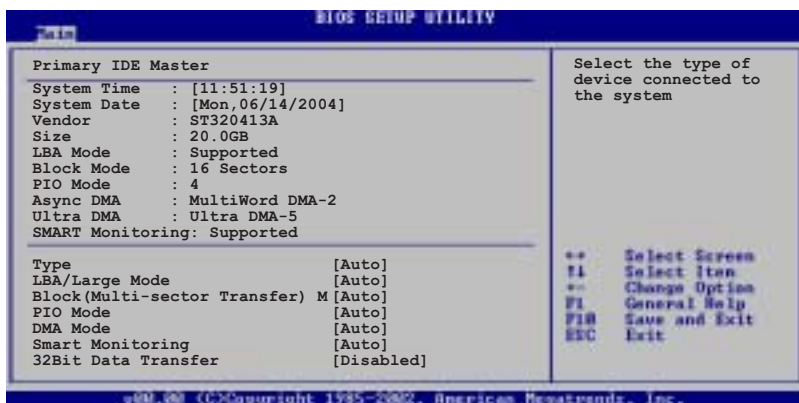 BIOS SETUP UTILITY
Main
Primary IDE Master
System Time : [11:51:19]
System Date : [Mon,06/14/2004]
Vendor : ST320413A
Size : 20.0GB
LBA Mode : Supported
Block Mode : 16 Sectors
PIO Mode : 4
Async DMA : MultiWord DMA-2
Ultra DMA : Ultra DMA-5
SMART Monitoring: Supported
Type [Auto]
LBA/Large Mode [Auto]
Block(Multi-sector Transfer) M [Auto]
PIO Mode [Auto]
DMA Mode [Auto]
Smart Monitoring [Auto]
32Bit Data Transfer [Disabled]
Select the type of
device connected to
the system
↔ Select Screen
↑↓ Select Item
+- Change Option
F1 General Help
F10 Save and Exit
ESC Exit
v00.00 (C)Copyright 1985-2002, American Megatrends, Inc.